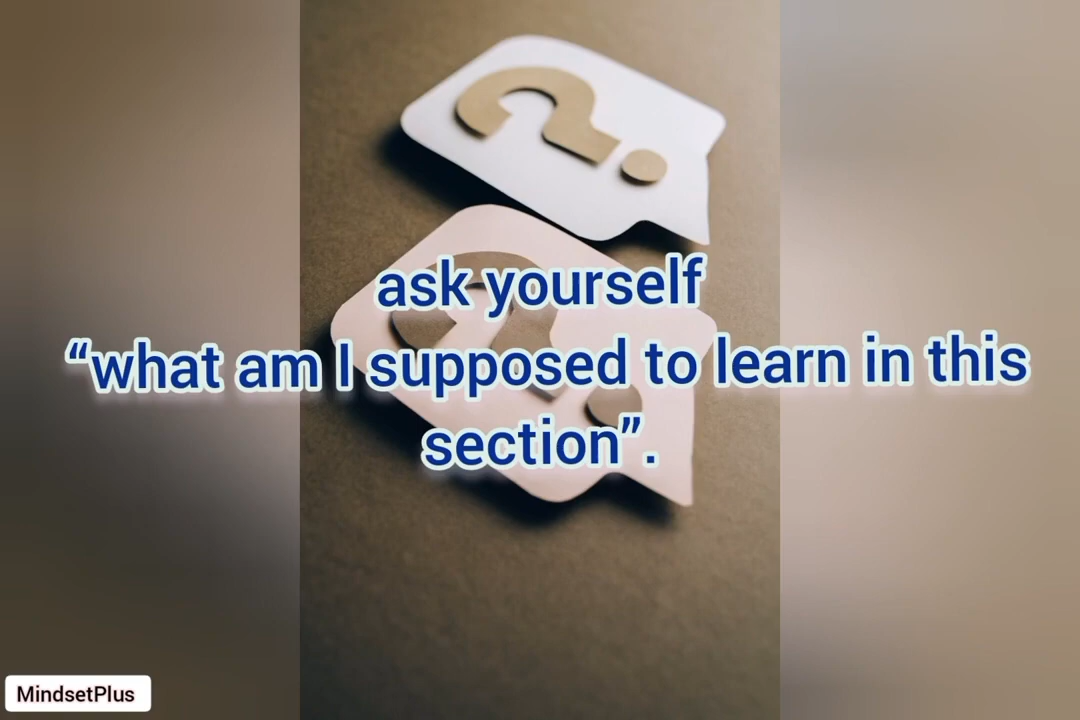 ask yourself
“what am I supposed to learn in this
section”.
MindsetPlus